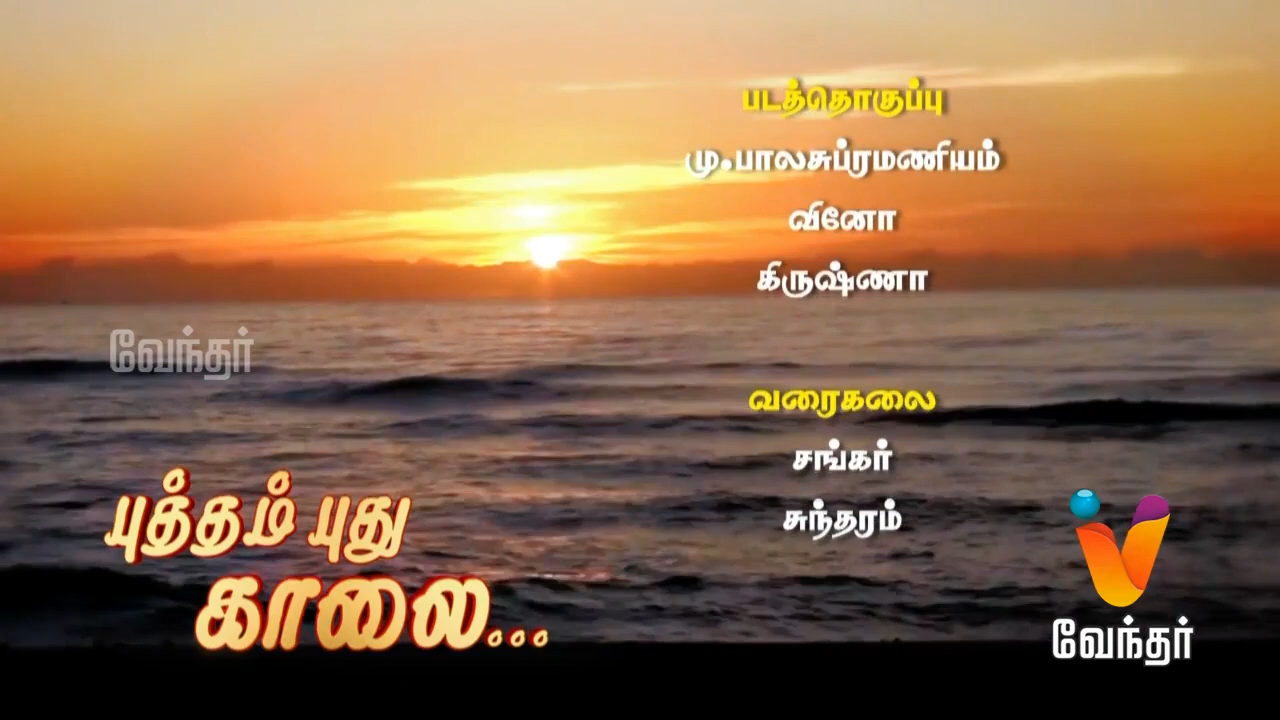 படத்தொகுப்பு
மு.பாலசுப்ரமணியம்
வினோ
கிருஷ்ணா
வேந்தர்
வரைகலை
சங்கர்
சுந்தரம்
புத்தம் புது
காலை...
வேந்தர்